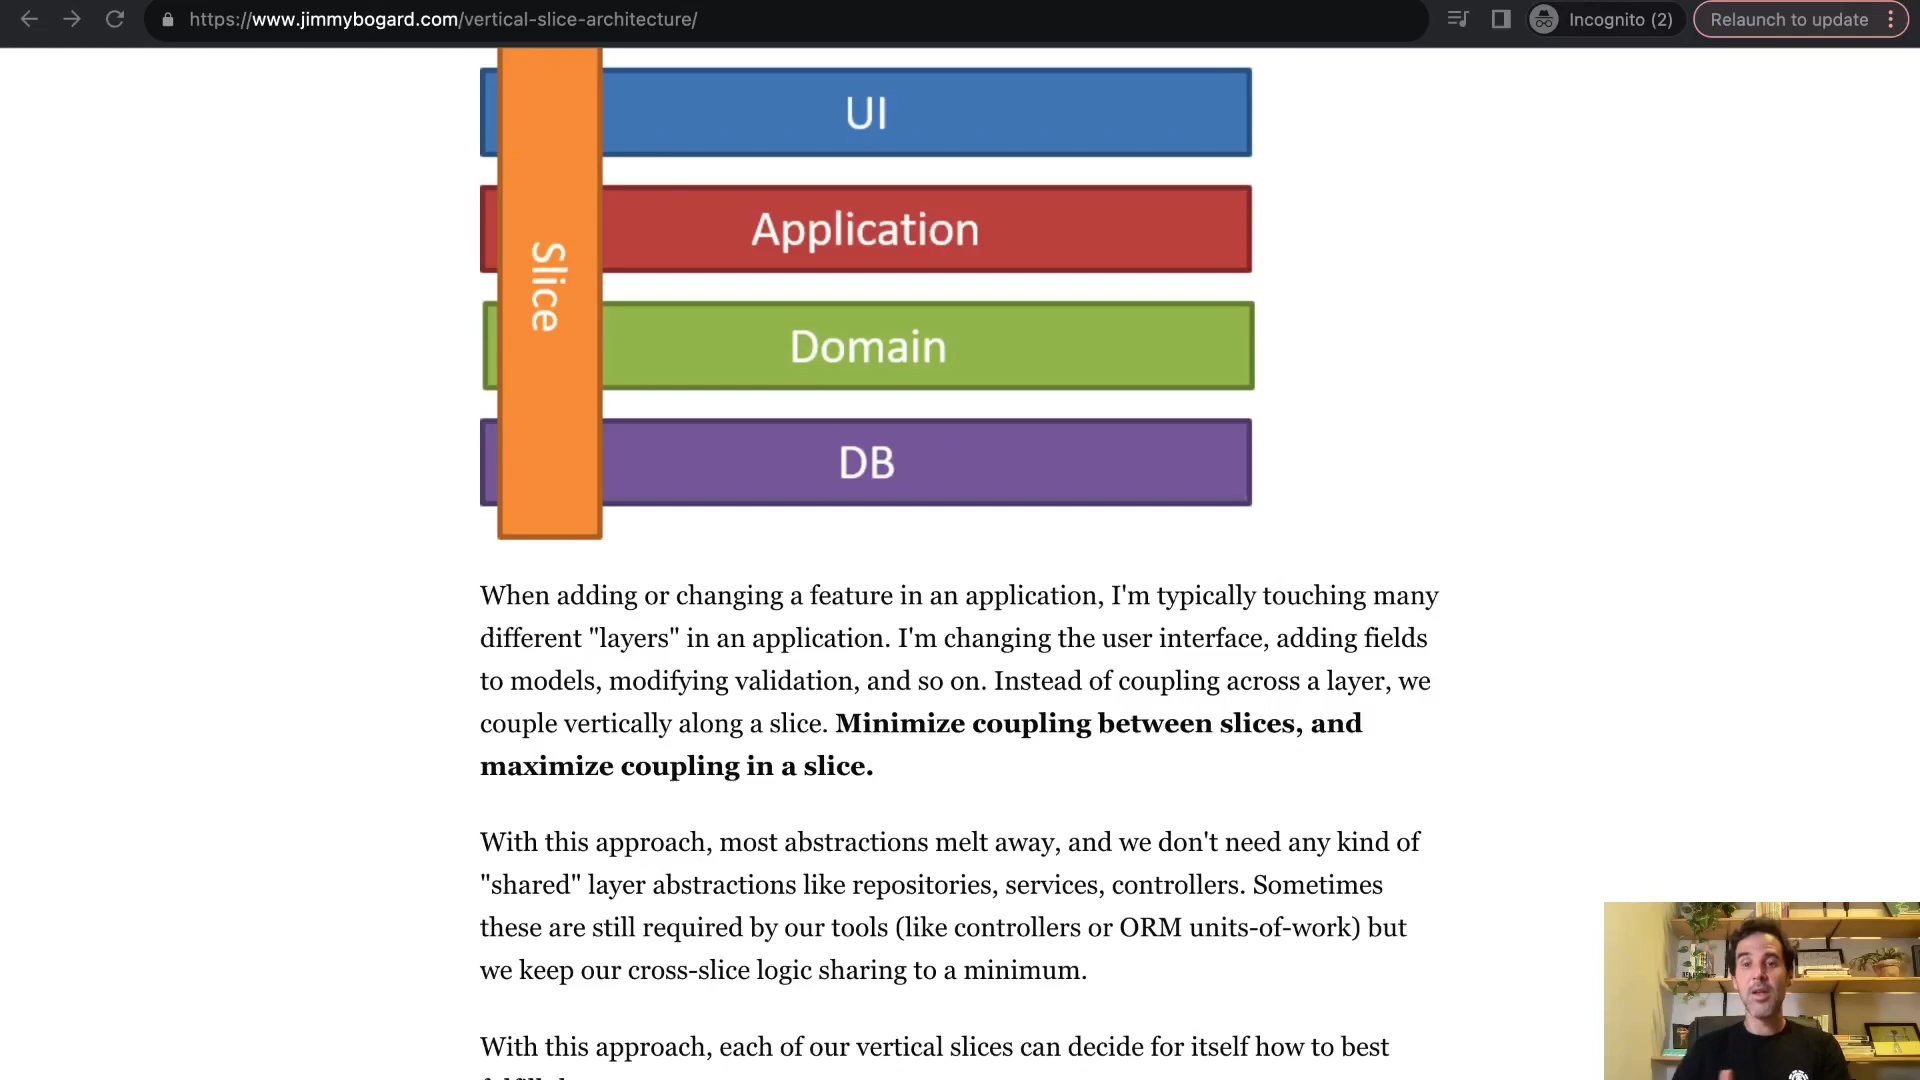 https://www.jimmybogard.com/vertical-slice-architecture/
Incognito (2)
Relaunch to update
UI
Application
Slice
Domain
DB
When adding or changing a feature in an application, I'm typically touching many
different "layers" in an application. I'm changing the user interface, adding fields
to models, modifying validation, and so on. Instead of coupling across a layer, we
couple vertically along a slice. Minimize coupling between slices, and
maximize coupling in a slice.
With this approach, most abstractions melt away, and we don't need any kind of
"shared" layer abstractions like repositories, services, controllers. Sometimes
these are still required by our tools (like controllers or ORM units-of-work) but
we keep our cross-slice logic sharing to a minimum.
With this approach, each of our vertical slices can decide for itself how to best